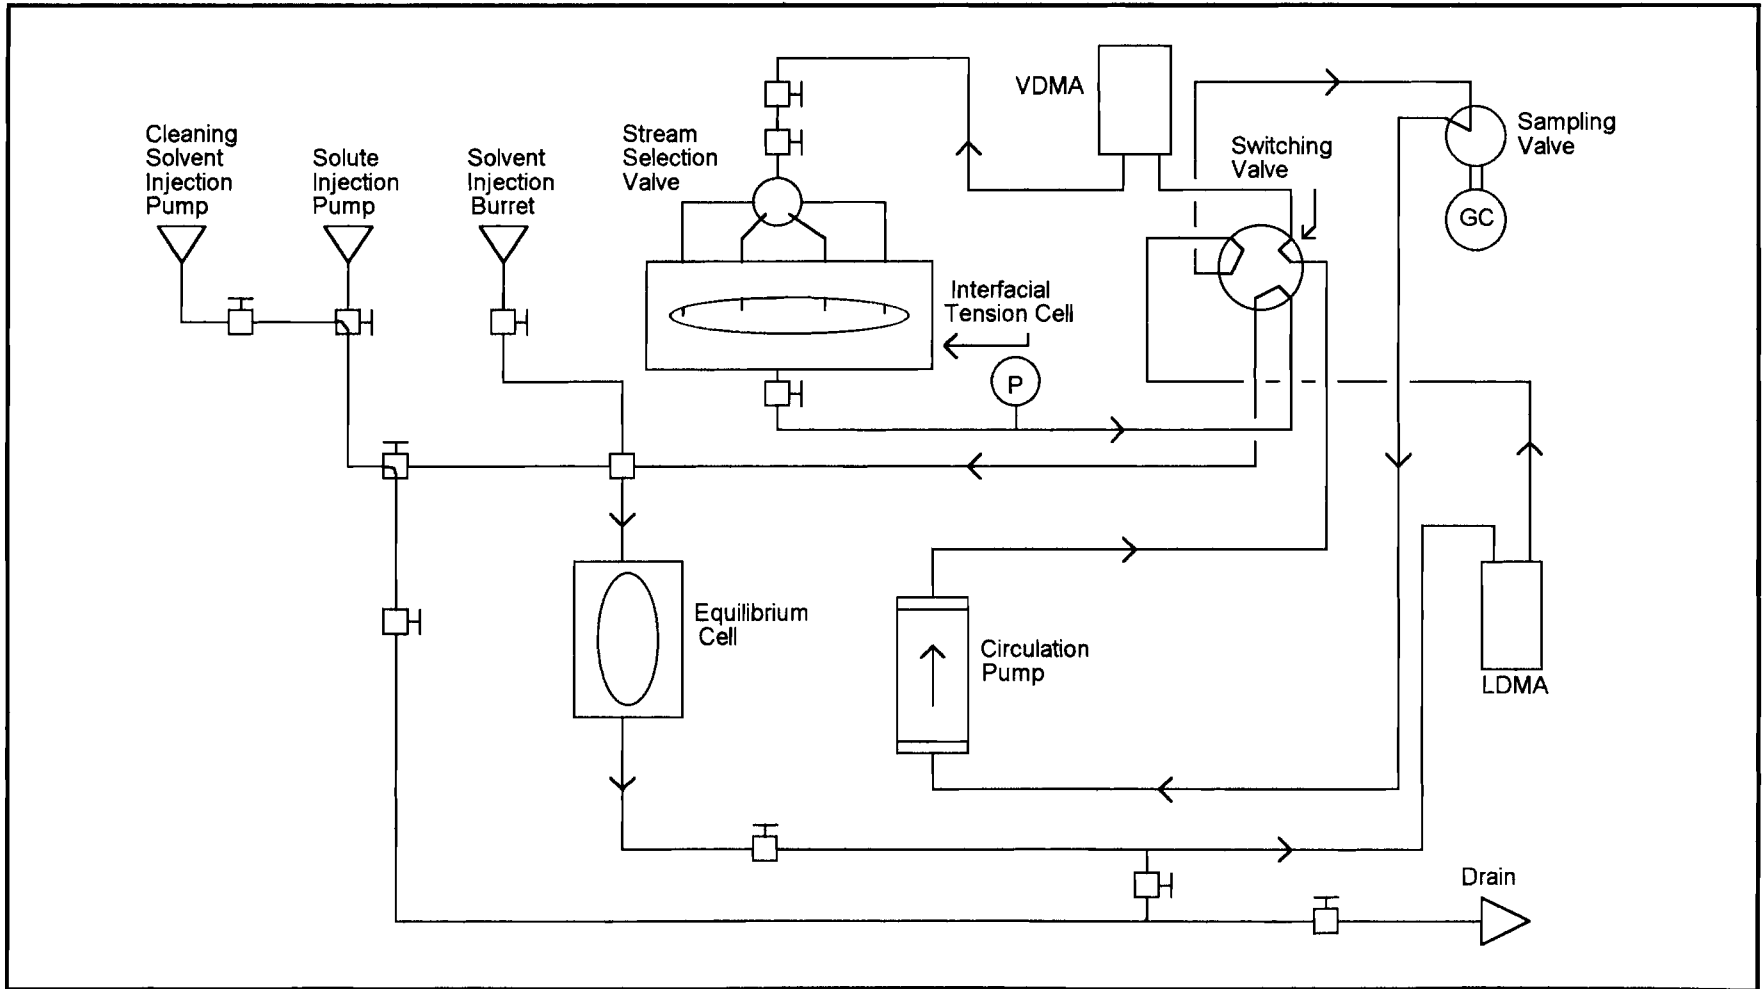 Cleaning
Solvent
Injection
Pump
Solute
Injection
Pump
Solvent
Injection
Burret
Stream
Selection
Valve
VDMA
Switching
Valve
Sampling
Valve
GC
Interfacial
Tension Cell
P
Equilibrium
Cell
Circulation
Pump
LDMA
Drain